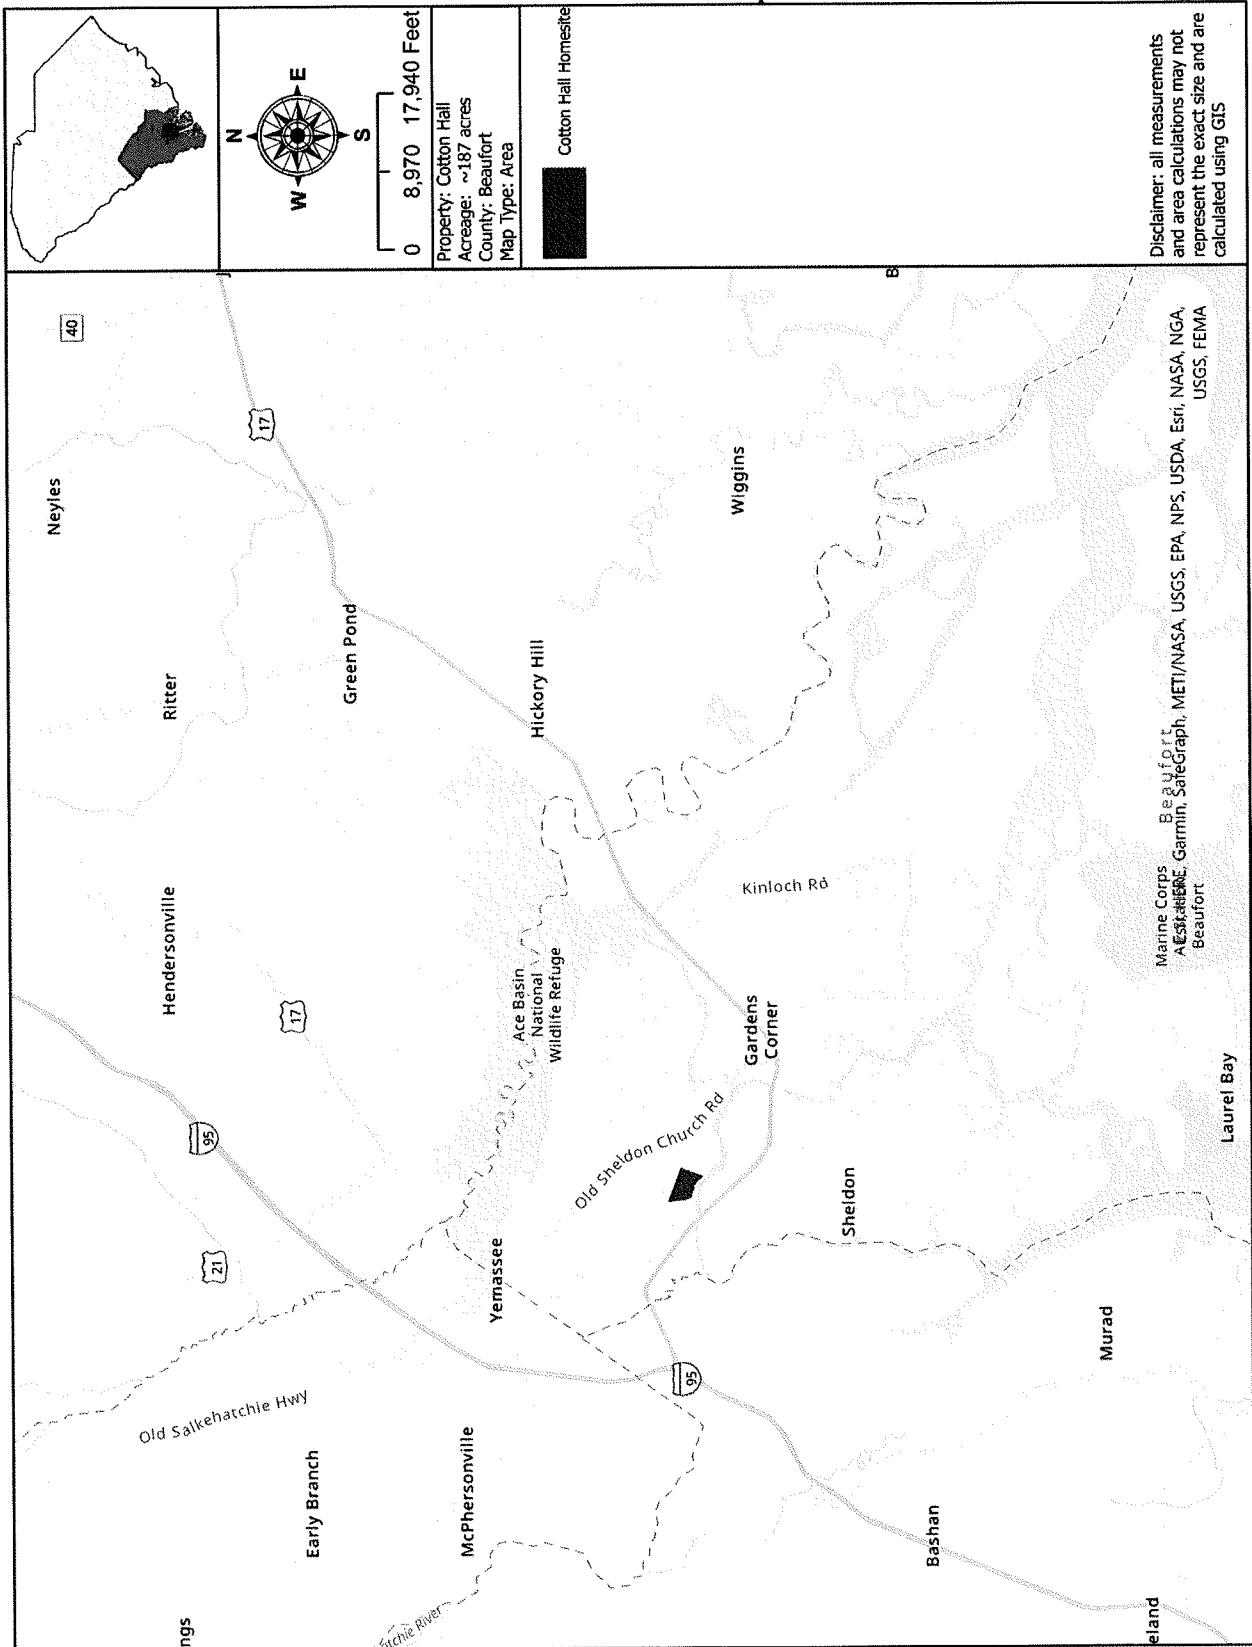 N
W
E
S
0 8,970 17,940 Feet
Property: Cotton Hall
Acreage: ~187 acres
County: Beaufort
Map Type: Area
Cotton Hall Homesite
Disclaimer: all measurements
and area calculations may not
represent the exact size and are
calculated using GIS
Neyles
40
17
Ritter
Green Pond
Hendersonville
17
Hickory Hill
Wiggins
95
21
Ace Basin
National
Wildlife Refuge
Kinloch Rd
Gardens
Corner
Old Sheldon Church Rd
Yemassee
Sheldon
Old Salkehatchie Hwy
Early Branch
McPhersonville
95
Murad
Bashan
Laurel Bay
Marine Corps
Beaufort
Beaufort
Garmin, SafeGraph, METI/NASA, USGS, EPA, NPS, USDA, Esri, NASA, NGA,
USGS, FEMA
B
ngs
tchie River
eland